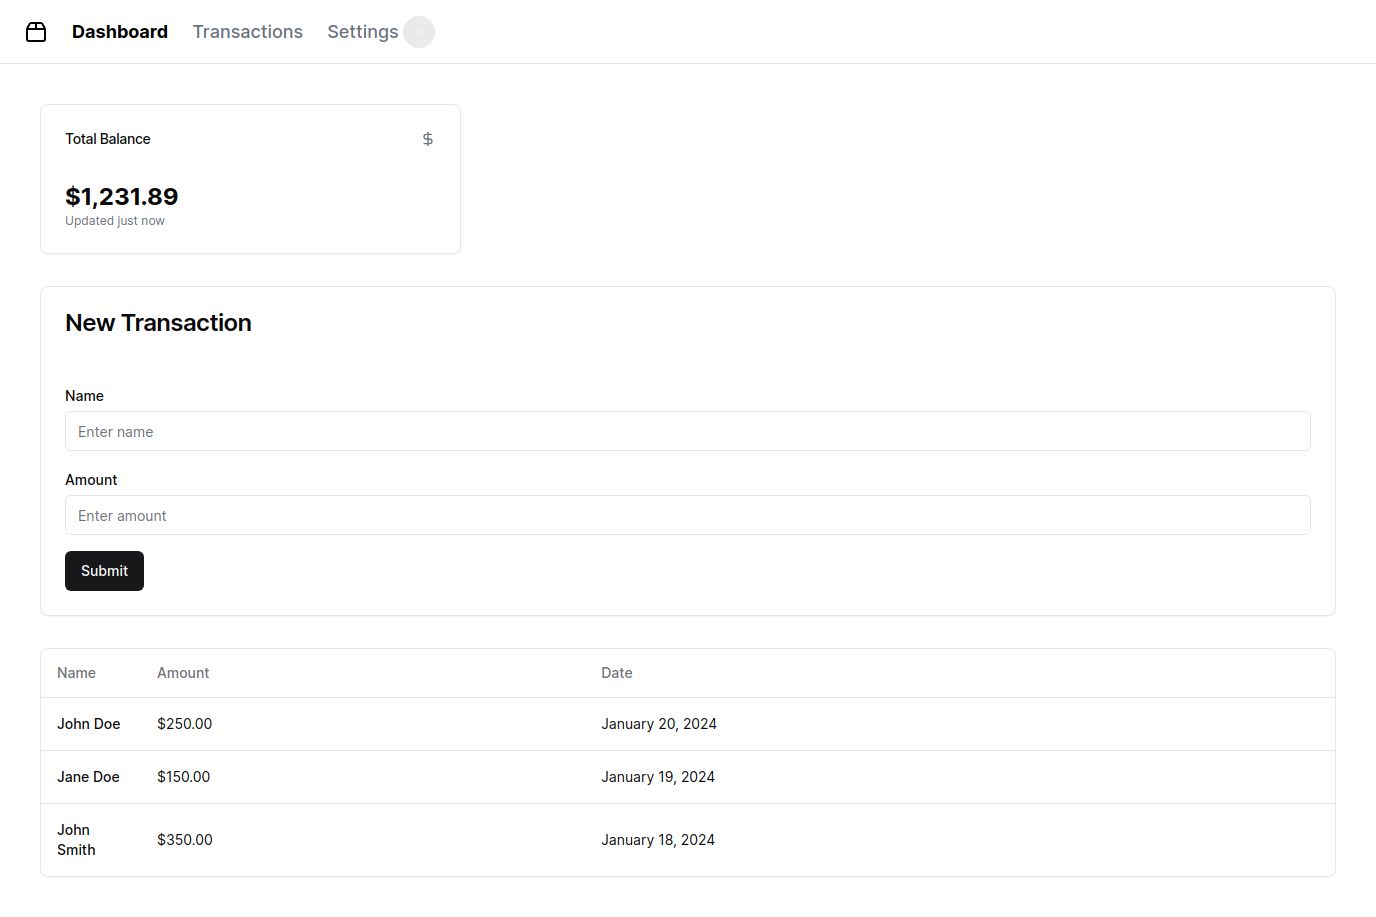 Dashboard Transactions Settings
Total Balance
$1,231.89
Updated just now
New Transaction
Name
Enter name
Amount
Enter amount
Submit
Name Amount Date
John Doe $250.00 January 20, 2024
Jane Doe $150.00 January 19, 2024
John
Smith $350.00 January 18, 2024